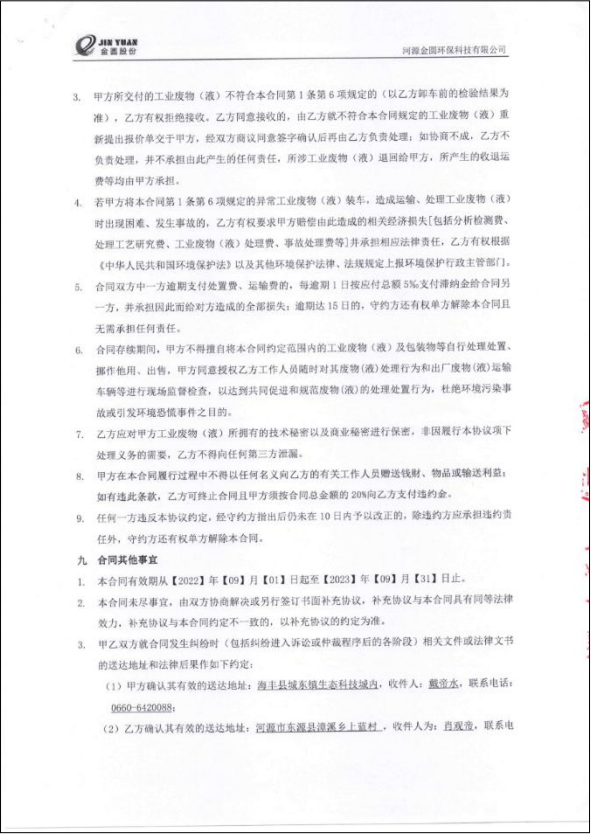 JIN YUAN
金圆股份
河源金圆环保科技有限公司
3. 甲方所交付的工业废物（液）不符合本合同第1条第6项规定的（以乙方卸车前的检验结果为
准），乙方有权拒绝接收。乙方同意接收的，由乙方就不符合本合同规定的工业废物（液）重
新提出报价单交于甲方，经双方商议同意签字确认后再由乙方负责处理；如协商不成，乙方不
负责处理，并不承担由此产生的任何责任，所涉工业废物（液）退回给甲方，所产生的收退运
费等均由甲方承担。
4. 若甲方将本合同第1条第6项规定的异常工业废物（液）装车，造成运输、处理工业废物（液）
时出现困难、发生事故的，乙方有权要求甲方赔偿由此造成的相关经济损失[包括分析检测费、
处理工艺研究费、工业废物（液）处理费、事故处理费等]并承担相应法律责任，乙方有权根据
《中华人民共和国环境保护法》以及其他环境保护法律、法规规定上报环境保护行政主管部门。
5. 合同双方中一方逾期支付处置费、运输费的，每逾期1日按应付总额5‰支付滞纳金给合同另
一方，并承担因此而给对方造成的全部损失；逾期达15日的，守约方还有权单方解除本合同且
无需承担任何责任。
6. 合同存续期间，甲方不得擅自将本合同约定范围内的工业废物（液）及包装物等自行处理处置、
挪作他用、出售，甲方同意授权乙方工作人员随时对其废物(液)处理行为和出厂废物(液)运输
车辆等进行现场监督检查，以达到共同促进和规范废物(液)的处理处置行为，杜绝环境污染事
故或引发环境恐慌事件之目的。
7. 乙方应对甲方工业废物（液）所拥有的技术秘密以及商业秘密进行保密，非因履行本协议项下
处理义务的需要，乙方不得向任何第三方泄漏。
8. 甲方在本合同履行过程中不得以任何名义向乙方的有关工作人员赠送钱财、物品或输送利益；
如有违此条款，乙方可终止合同且甲方须按合同总金额的20%向乙方支付违约金。
9. 任何一方违反本协议约定，经守约方指出后仍未在10日内予以改正的，除违约方应承担违约责
任外，守约方还有权单方解除本合同。
九 合同其他事宜
1. 本合同有效期从【2022】年【09】月【01】日起至【2023】年【09】月【31】日止。
2. 本合同未尽事宜，由双方协商解决或另行签订书面补充协议，补充协议与本合同具有同等法律
效力，补充协议与本合同约定不一致的，以补充协议的约定为准。
3. 甲乙双方就合同发生纠纷时（包括纠纷进入诉讼或仲裁程序后的各阶段）相关文件或法律文书
的送达地址和法律后果作如下约定：
（1）甲方确认其有效的送达地址：海丰县城东镇生态科技城内，收件人：戴帝水，联系电话：
0660-6420088；
（2）乙方确认其有效的送达地址：河源市东源县漳溪乡上蓝村，收件人为：肖观帝，联系电